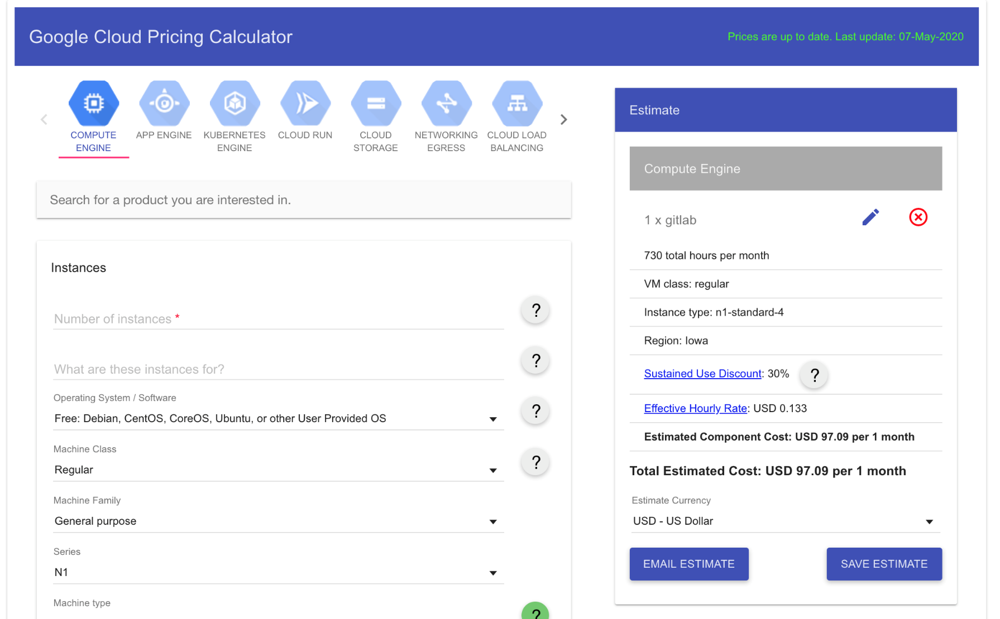 Google Cloud Pricing Calculator
Prices are up to date. Last update: 07-May-2020
COMPUTE
ENGINE
APP ENGINE
KUBERNETES
ENGINE
CLOUD RUN
CLOUD
STORAGE
NETWORKING
EGRESS
CLOUD LOAD
BALANCING
Search for a product you are interested in.
Instances
Number of instances *
?
What are these instances for?
?
Operating System / Software
Free: Debian, CentOS, CoreOS, Ubuntu, or other User Provided OS
?
Machine Class
Regular
?
Machine Family
General purpose
Series
N1
Machine type
?
Estimate
Compute Engine
1 x gitlab
730 total hours per month
VM class: regular
Instance type: n1-standard-4
Region: Iowa
Sustained Use Discount: 30% ?
Effective Hourly Rate: USD 0.133
Estimated Component Cost: USD 97.09 per 1 month
Total Estimated Cost: USD 97.09 per 1 month
Estimate Currency
USD - US Dollar
EMAIL ESTIMATE
SAVE ESTIMATE